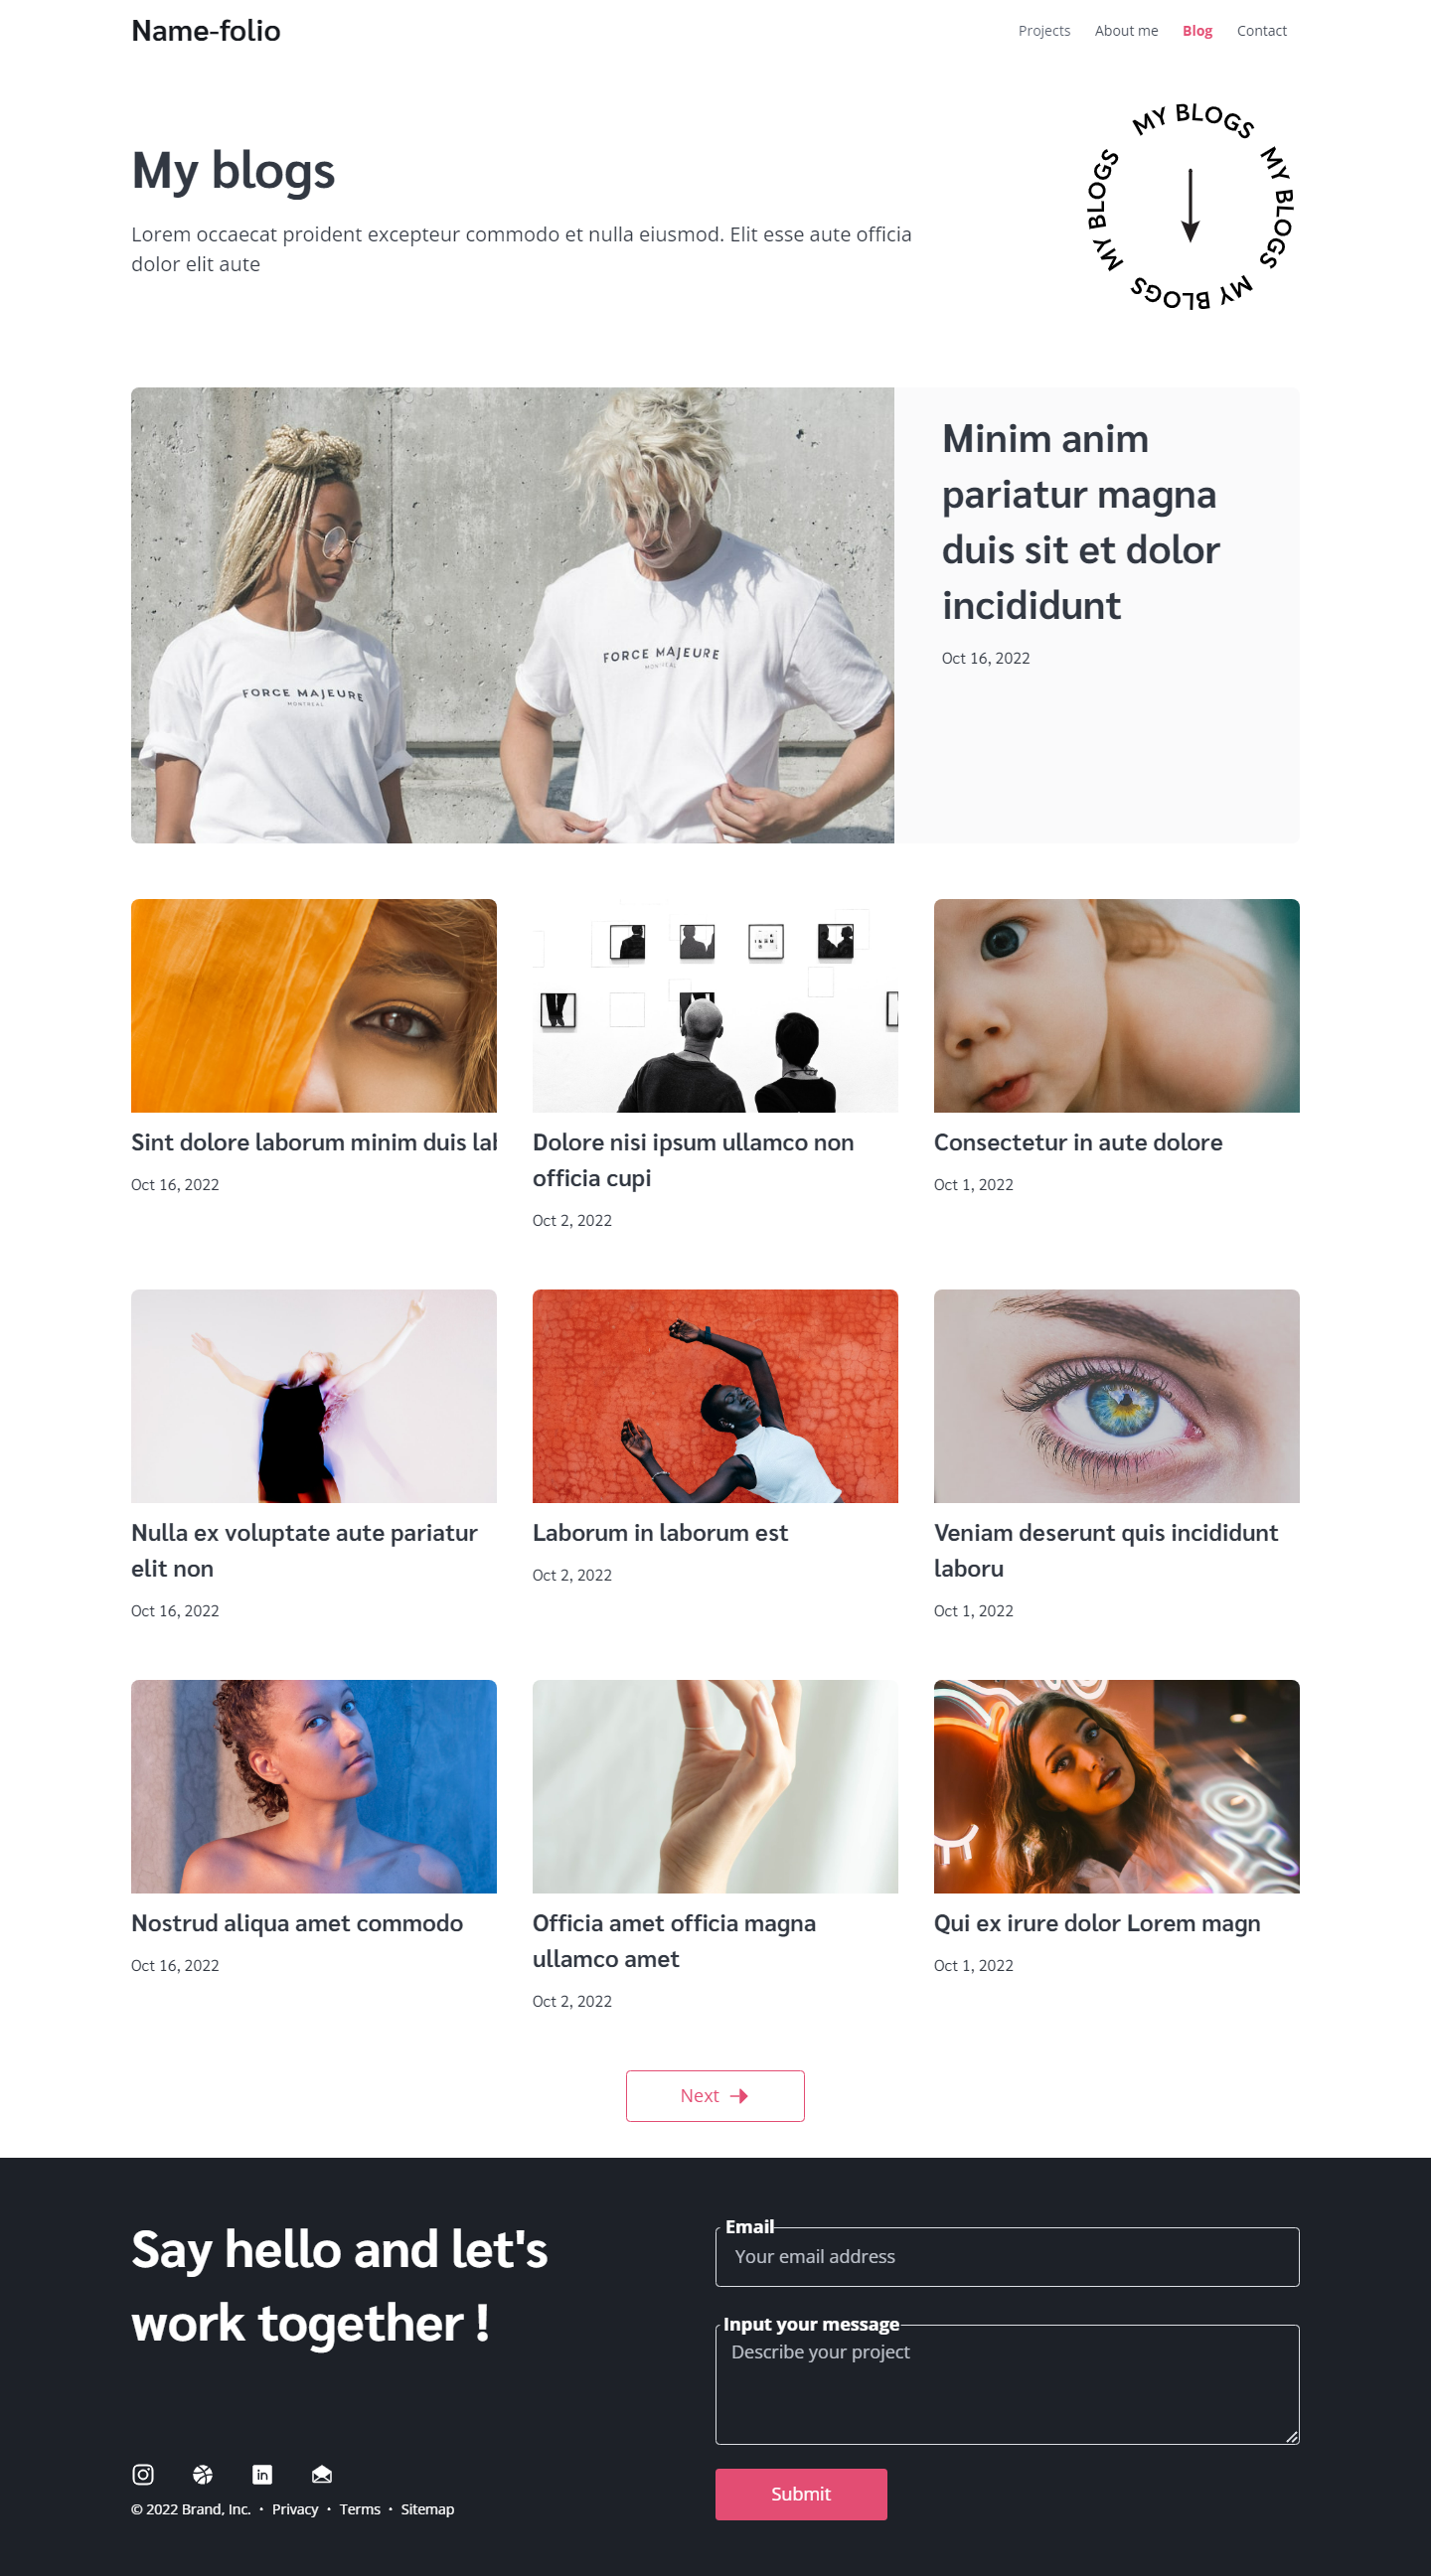 Name-folio
Projects
About me
Blog
Contact
My blogs
Lorem occaecat proident excepteur commodo et nulla eiusmod. Elit esse aute officia
dolor elit aute
MY BLOGS MY BLOGS MY BLOGS MY BLOGS
FORCE MAJEURE
MONTREAL
FORCE MAJEURE
MONTREAL
Minim anim
pariatur magna
duis sit et dolor
incididunt
Oct 16, 2022
Sint dolore laborum minim duis lab
Oct 16, 2022
Dolore nisi ipsum ullamco non
officia cupi
Oct 2, 2022
Consectetur in aute dolore
Oct 1, 2022
Nulla ex voluptate aute pariatur
elit non
Oct 16, 2022
Laborum in laborum est
Oct 2, 2022
Veniam deserunt quis incididunt
laboru
Oct 1, 2022
Nostrud aliqua amet commodo
Oct 16, 2022
Officia amet officia magna
ullamco amet
Oct 2, 2022
Qui ex irure dolor Lorem magn
Oct 1, 2022
Next
Say hello and let's
work together !
Email
Your email address
Input your message
Describe your project
Submit
in
© 2022 Brand, Inc. • Privacy • Terms • Sitemap